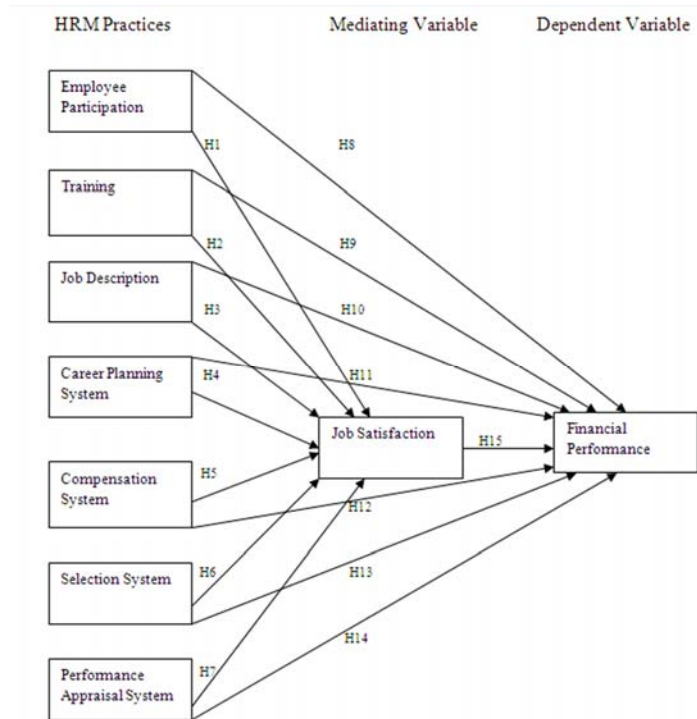 HRM Practices Mediating Variable Dependent Variable
Employee
Participation
H1
H8
Training
H2
H9
Job Description
H3
H10
Career Planning
System
H4
H11
Job Satisfaction
H15
Financial
Performance
Compensation
System
H5
H12
Selection System
H6
H13
Performance
Appraisal System
H7
H14